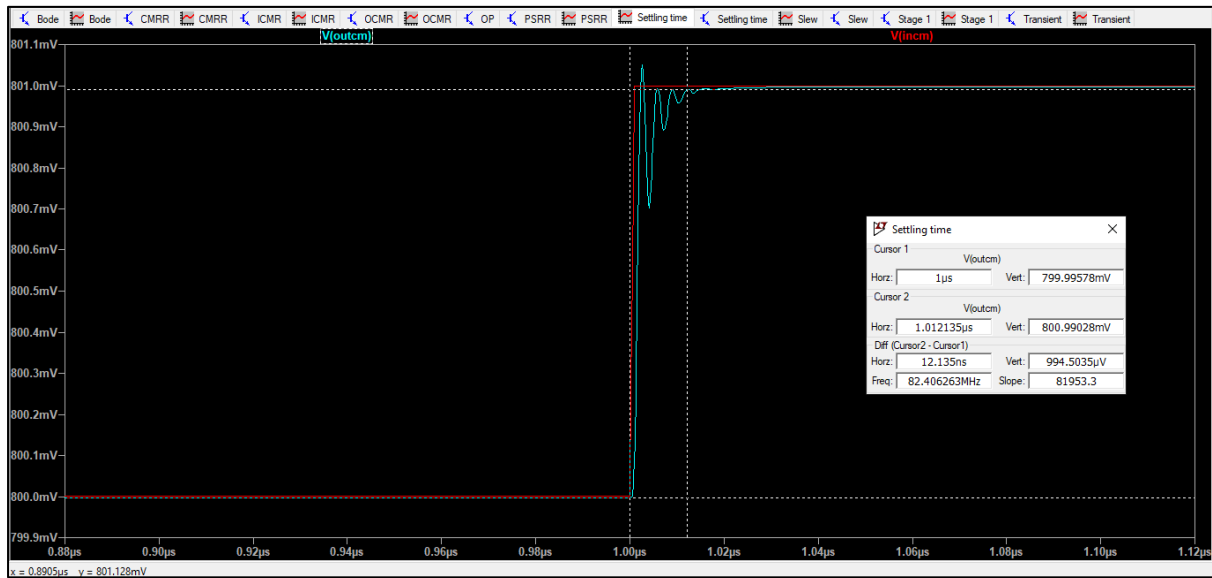 Bode Bode CMRR CMRR ICMR ICMR OCMR OCMR OP PSRR PSRR Settling time Settling time Slew Slew Stage 1 Stage 1 Transient Transient
V(outcm) V(incm)
801.1mV
801.0mV
800.9mV
800.8mV
800.7mV
800.6mV
800.5mV
800.4mV
800.3mV
800.2mV
800.1mV
800.0mV
799.9mV
0.88µs 0.90µs 0.92µs 0.94µs 0.96µs 0.98µs 1.00µs 1.02µs 1.04µs 1.06µs 1.08µs 1.10µs 1.12µs
x = 0.8905µs y = 801.128mV
Settling time
Cursor 1
V(outcm)
Horz: 1µs Vert: 799.99578mV
Cursor 2
V(outcm)
Horz: 1.012135µs Vert: 800.99028mV
Diff (Cursor2 - Cursor1)
Horz: 12.135ns Vert: 994.5035µV
Freq: 82.406263MHz Slope: 81953.3